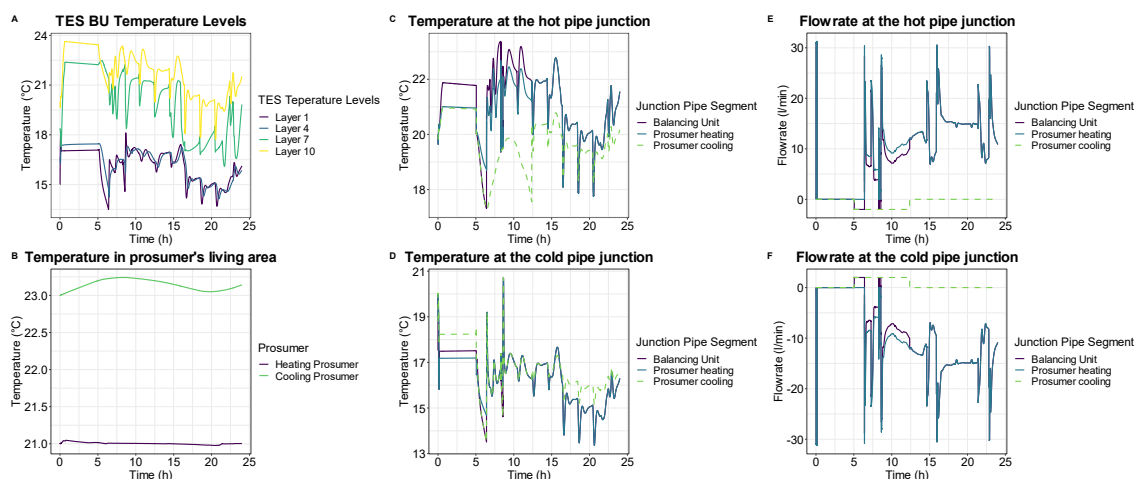 A
TES BU Temperature Levels
24
21
18
15
Temperature (°C)
0 5 10 15 20 25
Time (h)
TES Teperature Levels
Layer 1
Layer 4
Layer 7
Layer 10
B
Temperature in prosumer's living area
23.0
22.5
22.0
21.5
21.0
Temperature (°C)
0 5 10 15 20 25
Time (h)
Prosumer
Heating Prosumer
Cooling Prosumer
C
Temperature at the hot pipe junction
22
20
18
Temperature (°C)
0 5 10 15 20 25
Time (h)
Junction Pipe Segment
Balancing Unit
Prosumer heating
Prosumer cooling
D
Temperature at the cold pipe junction
21
19
17
15
13
Temperature (°C)
0 5 10 15 20 25
Time (h)
Junction Pipe Segment
Balancing Unit
Prosumer heating
Prosumer cooling
E
Flowrate at the hot pipe junction
30
20
10
0
Flowrate (l/min)
0 5 10 15 20 25
Time (h)
Junction Pipe Segment
Balancing Unit
Prosumer heating
Prosumer cooling
F
Flowrate at the cold pipe junction
0
-10
-20
-30
Flowrate (l/min)
0 5 10 15 20 25
Time (h)
Junction Pipe Segment
Balancing Unit
Prosumer heating
Prosumer cooling